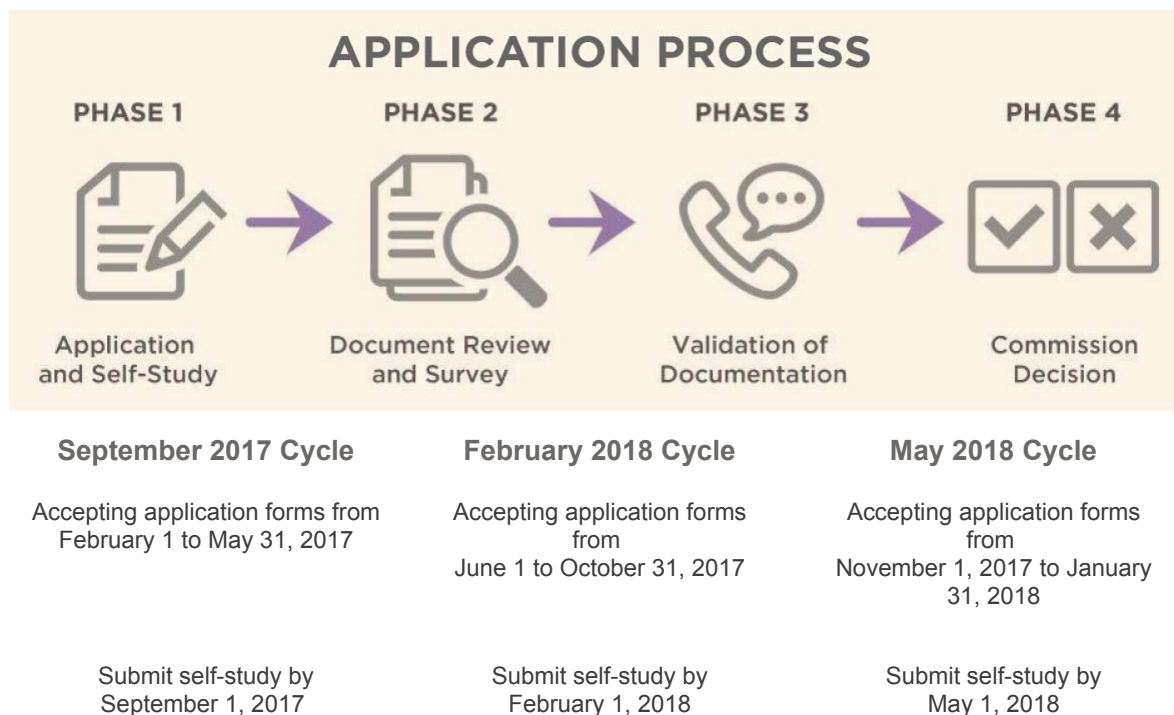 APPLICATION PROCESS
PHASE 1
PHASE 2
PHASE 3
PHASE 4
Application
and Self-Study
Document Review
and Survey
Validation of
Documentation
Commission
Decision
September 2017 Cycle
February 2018 Cycle
May 2018 Cycle
Accepting application forms from
February 1 to May 31, 2017
Accepting application forms
from
June 1 to October 31, 2017
Accepting application forms
from
November 1, 2017 to January
31, 2018
Submit self-study by
September 1, 2017
Submit self-study by
February 1, 2018
Submit self-study by
May 1, 2018